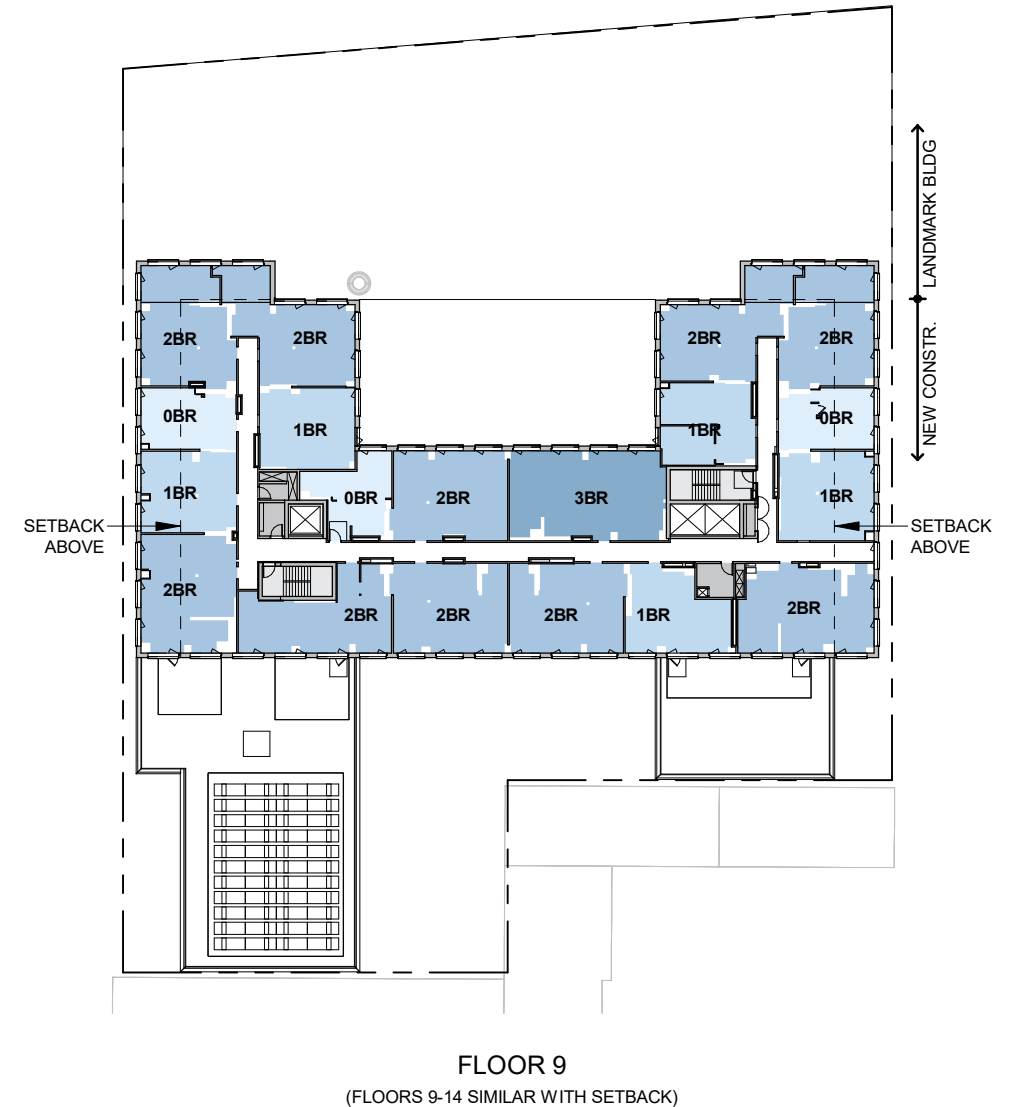 LANDMARK BLDG
NEW CONSTR.
2BR
2BR
2BR
2BR
0BR
1BR
1BR
0BR
1BR
0BR
2BR
3BR
1BR
SETBACK
ABOVE
SETBACK
ABOVE
2BR
2BR
2BR
2BR
1BR
2BR
FLOOR 9
(FLOORS 9-14 SIMILAR WITH SETBACK)